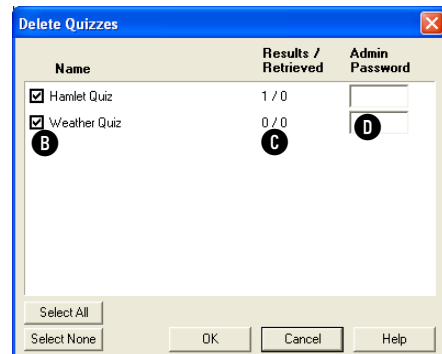 Delete Quizzes
Name Results / Retrieved Admin Password
Hamlet Quiz 1 / 0
Weather Quiz 0 / 0
B C D
Select All
Select None OK Cancel Help